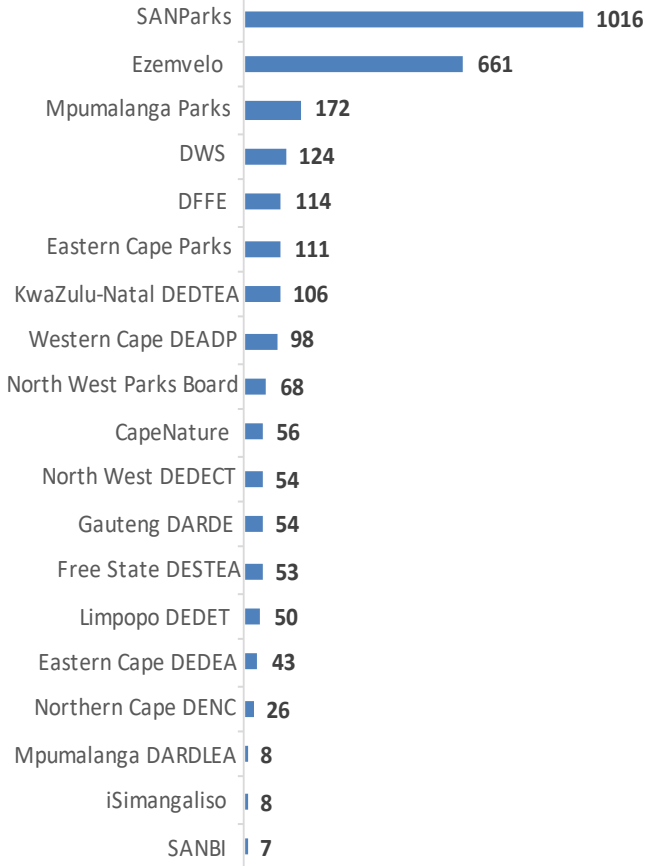 SANParks 1016
Ezemvelo 661
Mpumalanga Parks 172
DWS 124
DFFE 114
Eastern Cape Parks 111
KwaZulu-Natal DEDTEA 106
Western Cape DEADP 98
North West Parks Board 68
CapeNature 56
North West DEDECT 54
Gauteng DARDE 54
Free State DESTEA 53
Limpopo DEDET 50
Eastern Cape DEDEA 43
Northern Cape DENC 26
Mpumalanga DARDLEA 8
iSimangaliso 8
SANBI 7